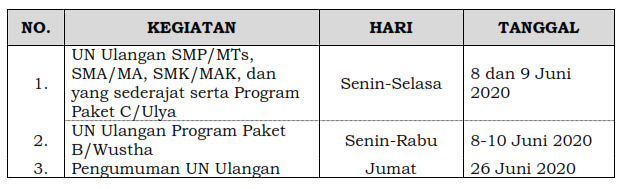 NO. KEGIATAN HARI TANGGAL
1. UN Ulangan SMP/MTs, SMA/MA, SMK/MAK, dan yang sederajat serta Program Paket C/Ulya Senin-Selasa 8 dan 9 Juni 2020
2. UN Ulangan Program Paket B/Wustha Senin-Rabu 8-10 Juni 2020
3. Pengumuman UN Ulangan Jumat 26 Juni 2020